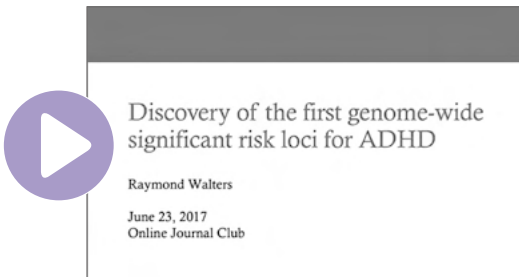 Discovery of the first genome-wide
significant risk loci for ADHD
Raymond Walters
June 23, 2017
Online Journal Club